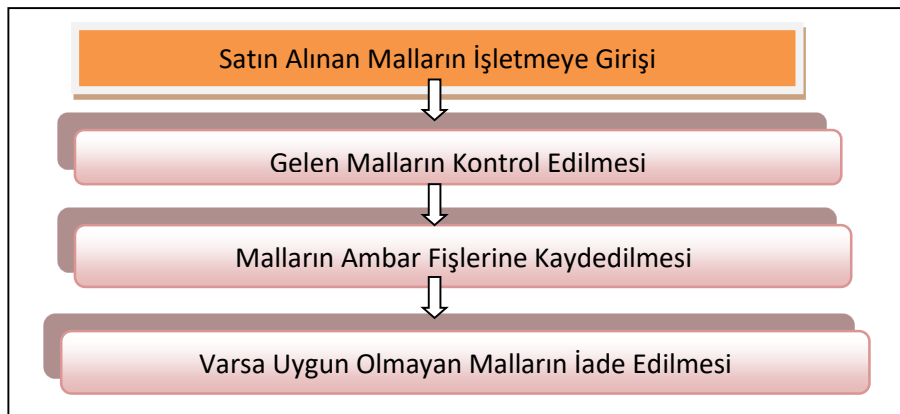 Satın Alınan Malların İşletmeye Girişi
Gelen Malların Kontrol Edilmesi
Malların Ambar Fişlerine Kaydedilmesi
Varsa Uygun Olmayan Malların İade Edilmesi